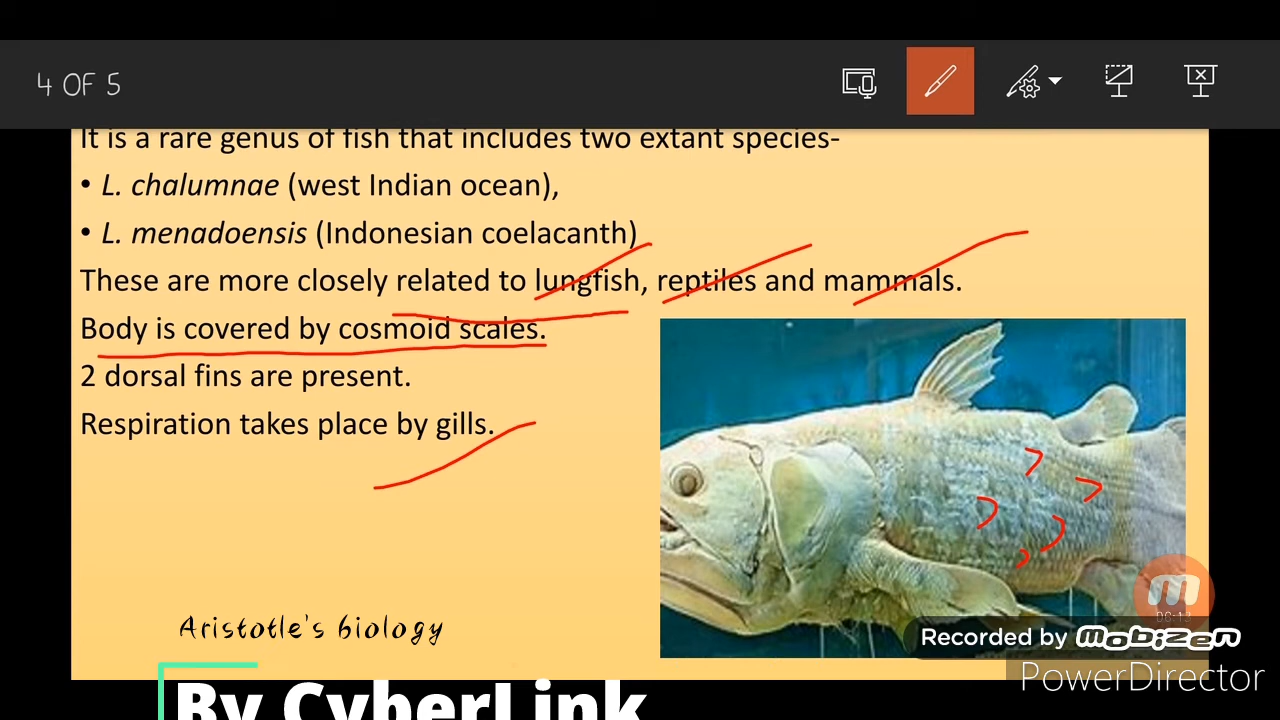 4 OF 5
It is a rare genus of fish that includes two extant species-
• L. chalumnae (west Indian ocean),
• L. menadoensis (Indonesian coelacanth)
These are more closely related to lungfish, reptiles and mammals.
Body is covered by cosmoid scales.
2 dorsal fins are present.
Respiration takes place by gills.
Aristotle's biology
06:13
Recorded by Mobizen
PowerDirector
By CyberLink